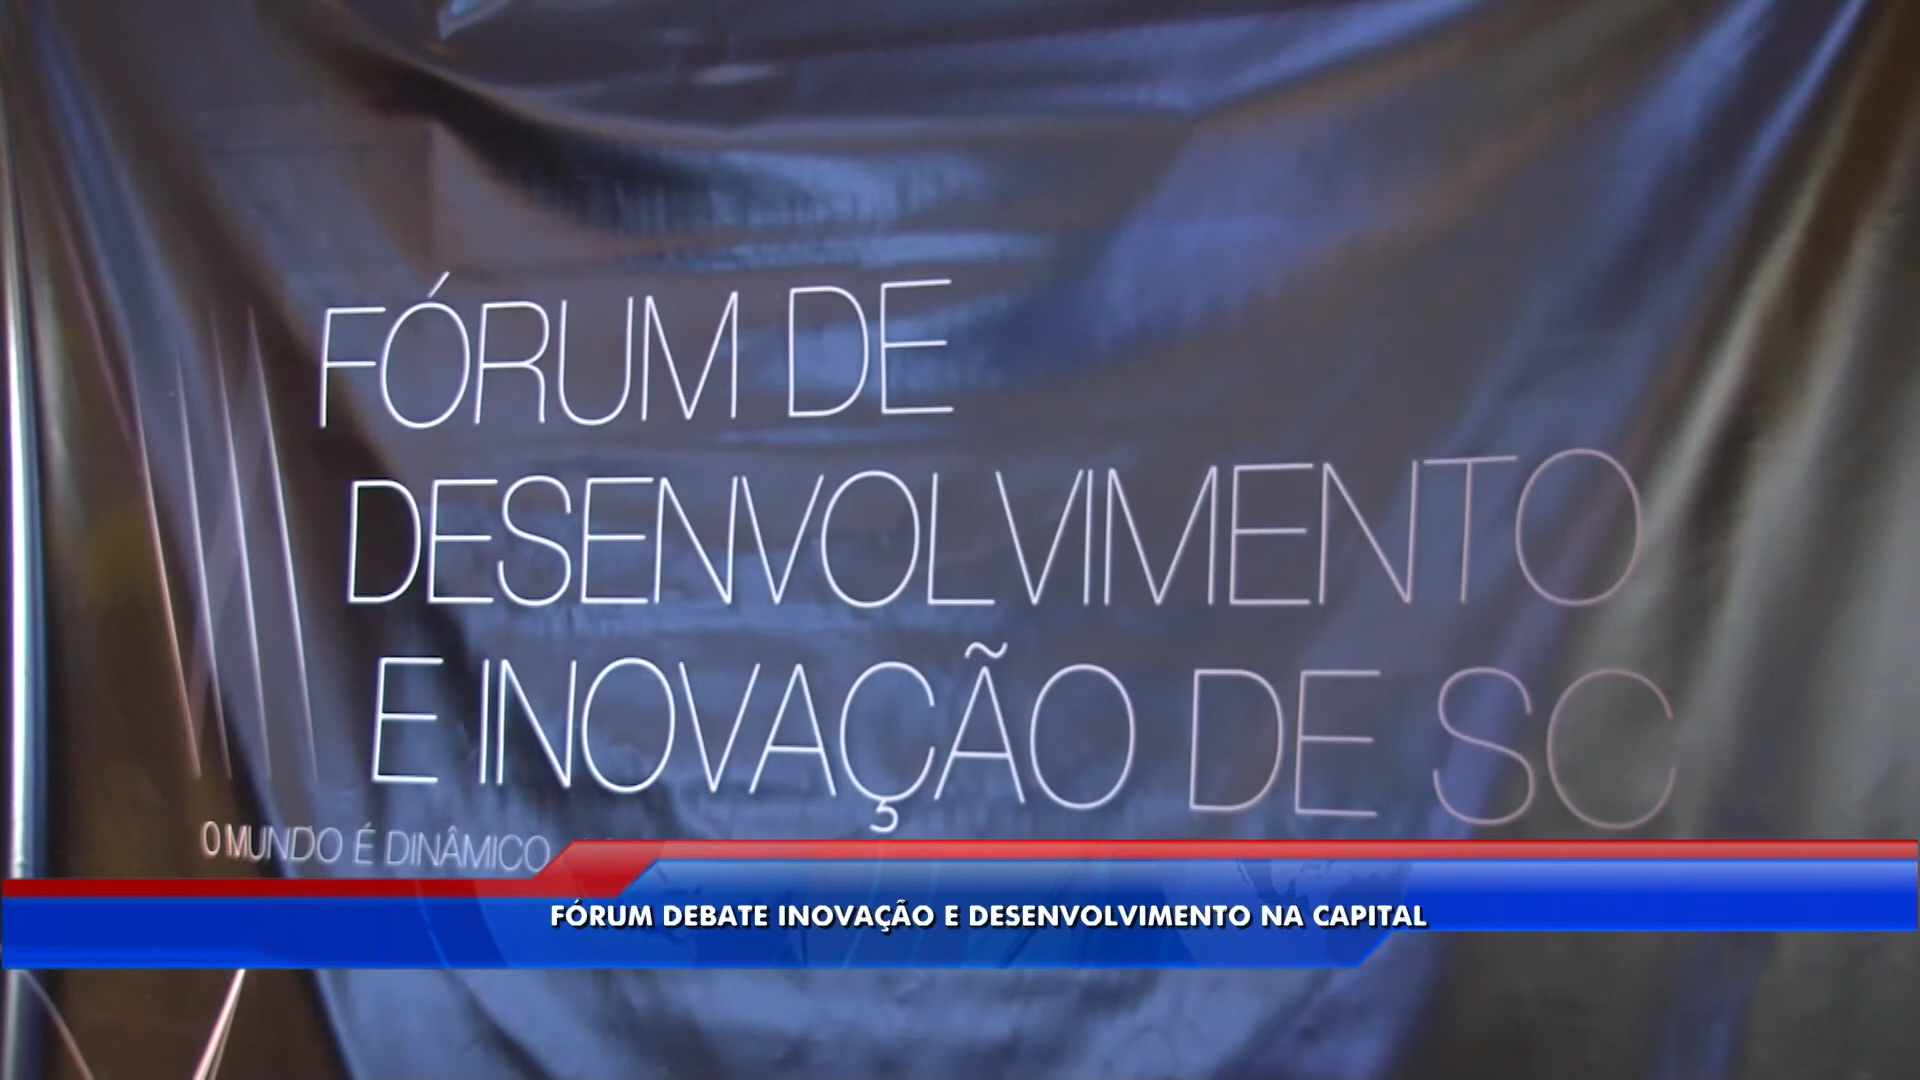 FÓRUM DE
DESENVOLVIMENTO
E INOVAÇÃO DE SC
O MUNDO É DINÂMICO
FÓRUM DEBATE INOVAÇÃO E DESENVOLVIMENTO NA CAPITAL